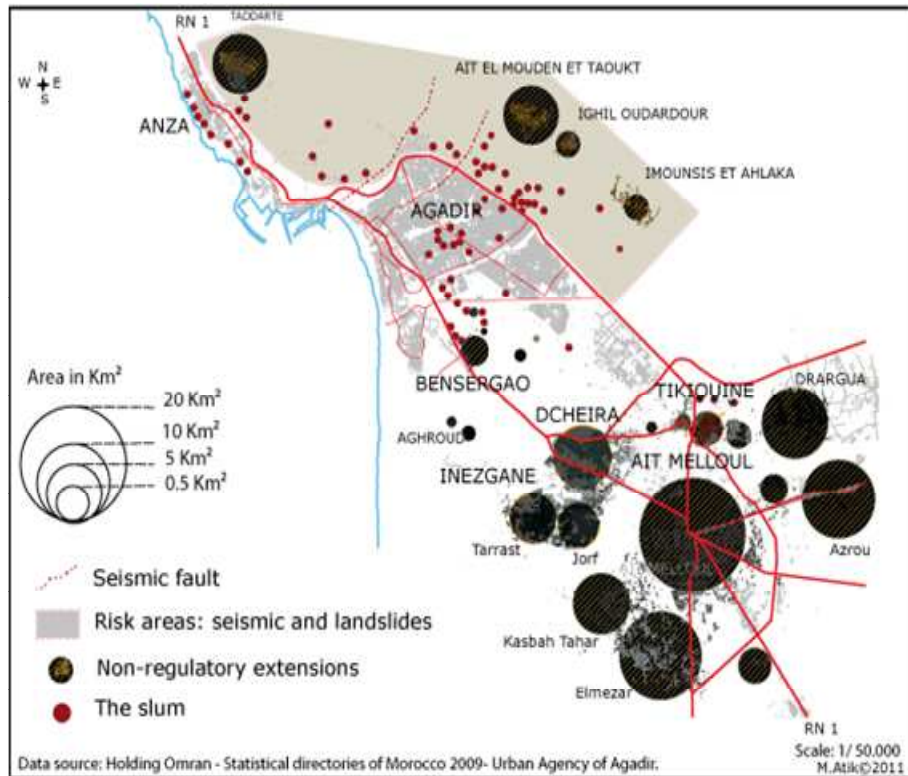 TADDARTE
RN 1
N
W E
S
AIT EL MOUDEN ET TAOUKT
IGHIL OUDARDOUR
ANZA
IMOUNSIS ET AHLAKA
AGADIR
Area in Km²
20 Km²
10 Km²
5 Km²
0.5 Km²
BENSERGAO
TIKIOUINE
DRARGUA
DCHEIRA
AGHROUD
INEZGANE
AIT MELLOUL
Tarrast
Jorf
Azrou
Kasbah Tahar
Elmezar
RN 1
Seismic fault
Risk areas: seismic and landslides
Non-regulatory extensions
The slum
Scale: 1/ 50.000
Data source: Holding Omran - Statistical directories of Morocco 2009- Urban Agency of Agadir.
M.Atik©2011